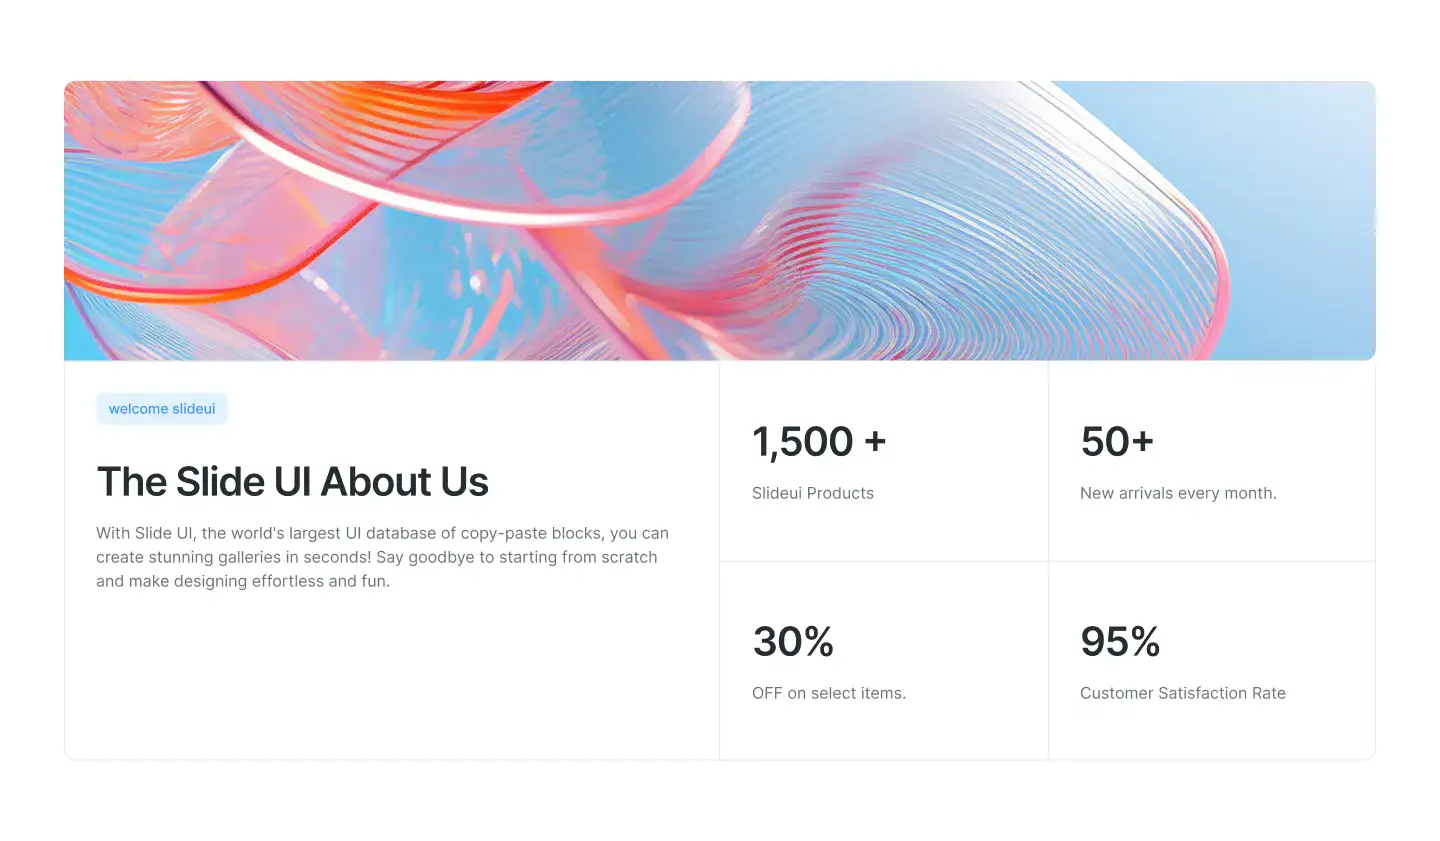 welcome slideui
The Slide UI About Us
With Slide UI, the world's largest UI database of copy-paste blocks, you can
create stunning galleries in seconds! Say goodbye to starting from scratch
and make designing effortless and fun.
1,500 +
Slideui Products
50+
New arrivals every month.
30%
OFF on select items.
95%
Customer Satisfaction Rate